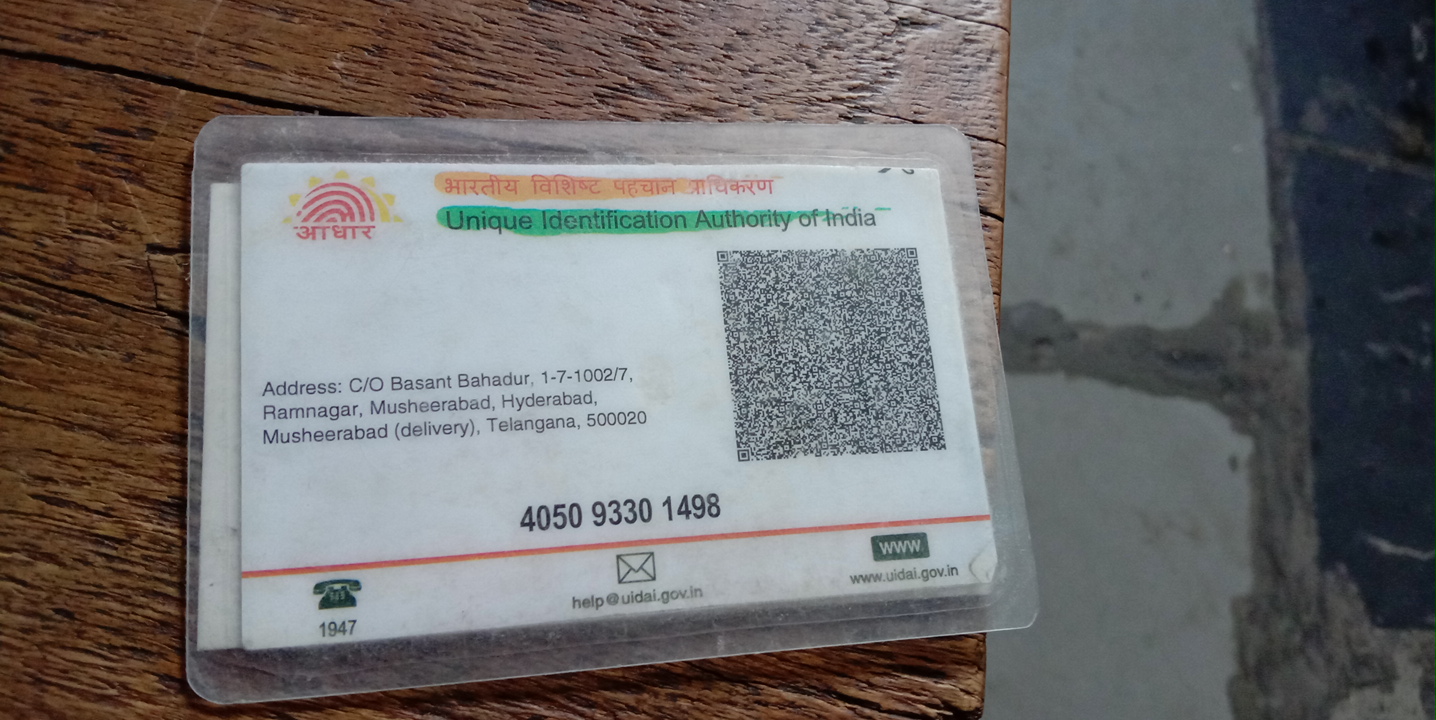 भारतीय विशिष्ट पहचान प्राधिकरण
आधार
Unique Identification Authority of India
Address: C/O Basant Bahadur, 1-7-1002/7,
Ramnagar, Musheerabad, Hyderabad,
Musheerabad (delivery), Telangana, 500020
4050 9330 1498
1947
help@uidai.gov.in
WWW
www.uidai.gov.in